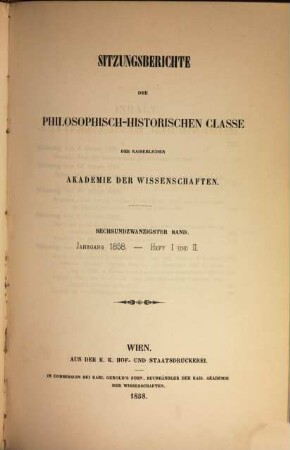 SITZUNGSBERICHTE
DER
PHILOSOPHISCH-HISTORISCHEN CLASSE
DER KAISERLICHEN
AKADEMIE DER WISSENSCHAFTEN.
SECHSUNDZWANZIGSTER BAND.
JAHRGANG 1858. — HEFT I UND II.
WIEN.
AUS DER K. K. HOF- UND STAATSDRUCKEREI.
IN COMMISSION BEI KARL GEROLD'S SOHN, BUCHHÄNDLER DER KAIS. AKADEMIE
DER WISSENSCHAFTEN.
1858.